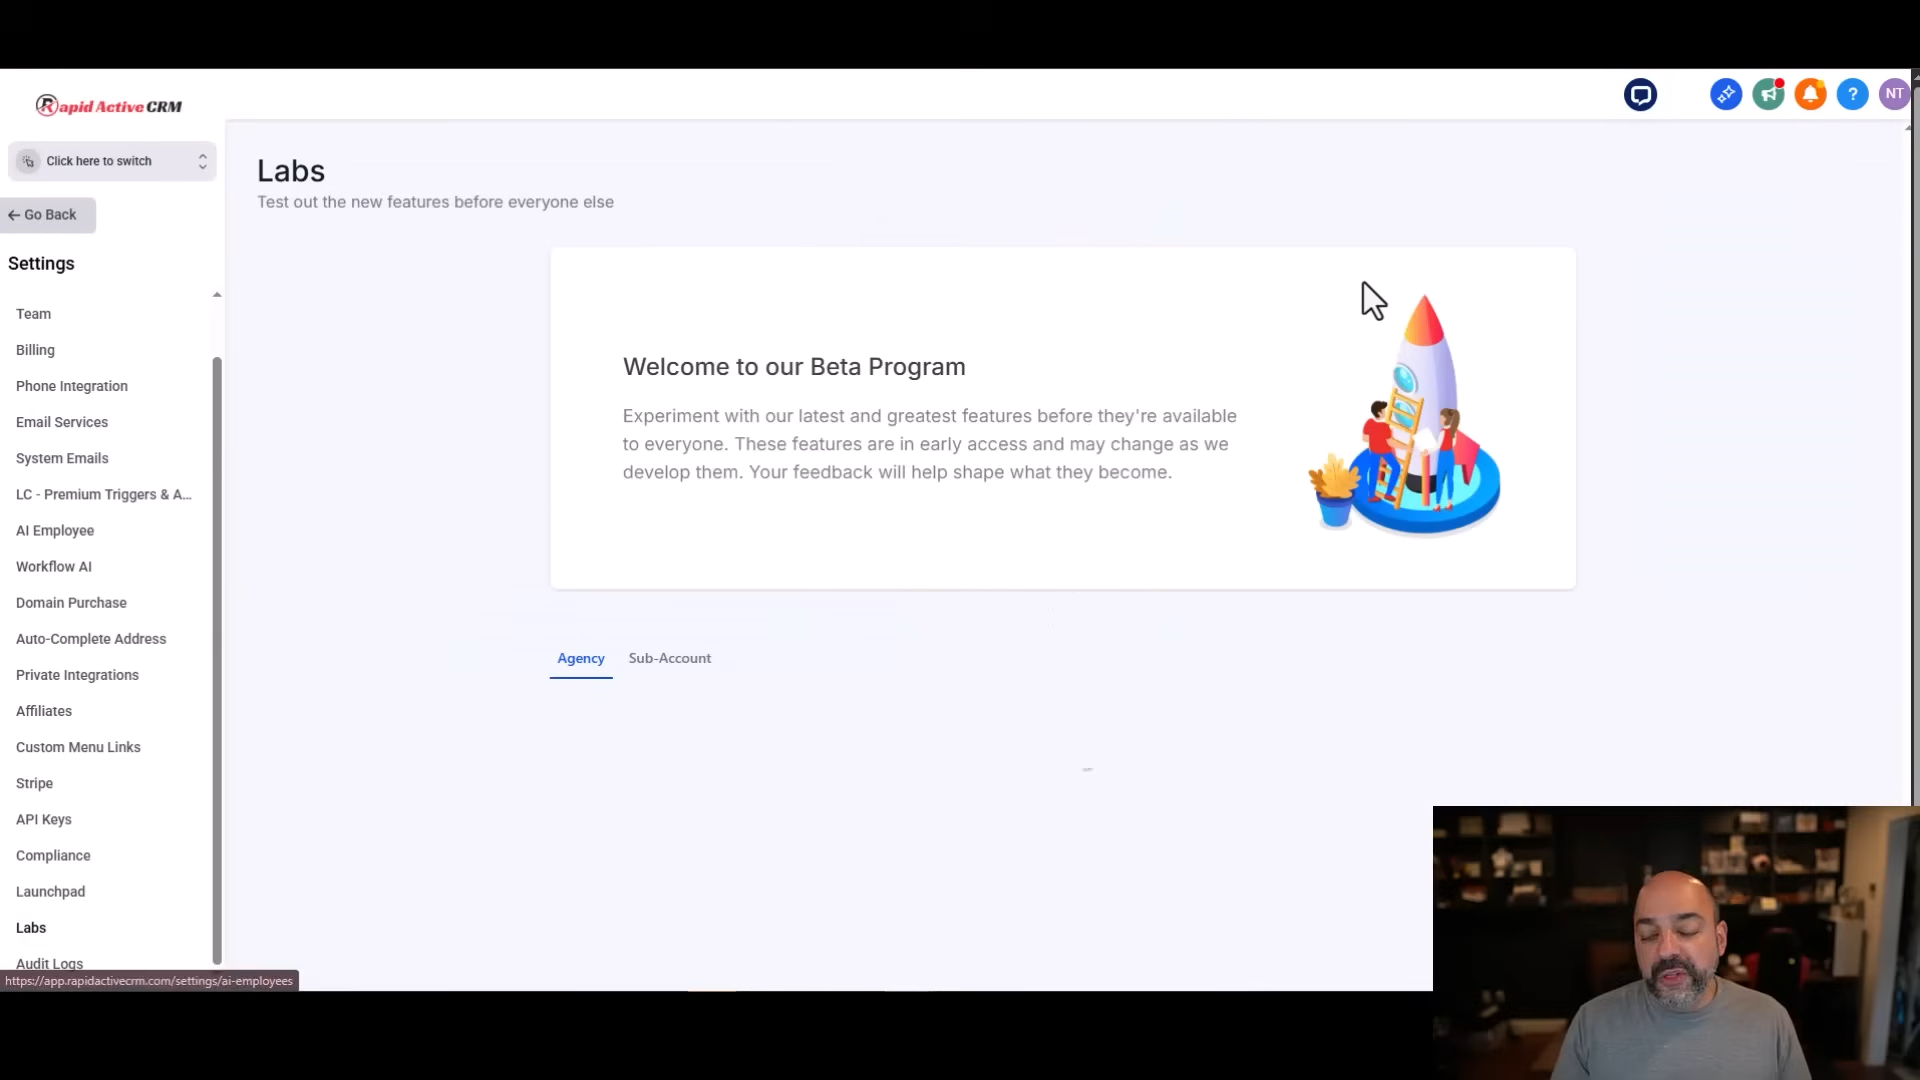 Rapid Active CRM
NT
Click here to switch
Go Back
Settings
Team
Billing
Phone Integration
Email Services
System Emails
LC - Premium Triggers & A...
AI Employee
Workflow AI
Domain Purchase
Auto-Complete Address
Private Integrations
Affiliates
Custom Menu Links
Stripe
API Keys
Compliance
Launchpad
Labs
Audit Logs
https://app.rapidactivecrm.com/settings/ai-employees
Labs
Test out the new features before everyone else
Welcome to our Beta Program
Experiment with our latest and greatest features before they're available
to everyone. These features are in early access and may change as we
develop them. Your feedback will help shape what they become.
Agency
Sub-Account